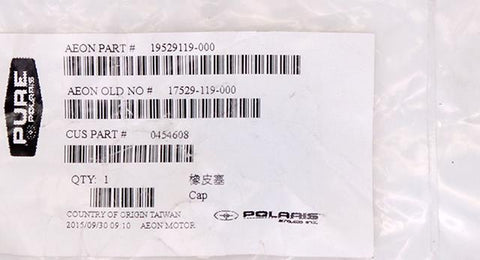 PURE
POLARIS
AEON PART # 19529119-000
AEON OLD NO # 17529-119-000
CUS PART # 0454608
QTY: 1 橡皮塞
Cap
COUNTRY OF ORIGIN TAIWAN
2015/09/30 09:10 AEON MOTOR
POLARIS